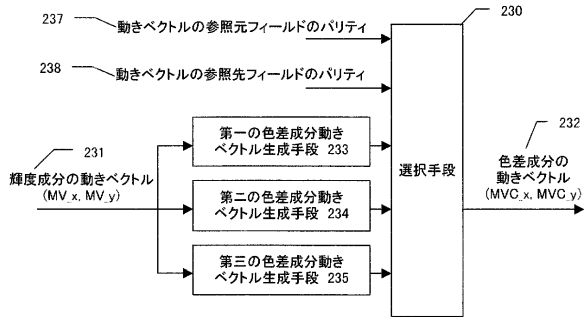 237
動きベクトルの参照元フィールドのパリティ
230
238
動きベクトルの参照先フィールドのパリティ
231
輝度成分の動きベクトル
(MV_x, MV_y)
第一の色差成分動き
ベクトル生成手段 233
第二の色差成分動き
ベクトル生成手段 234
第三の色差成分動き
ベクトル生成手段 235
選択手段
232
色差成分の
動きベクトル
(MVC_x, MVC_y)